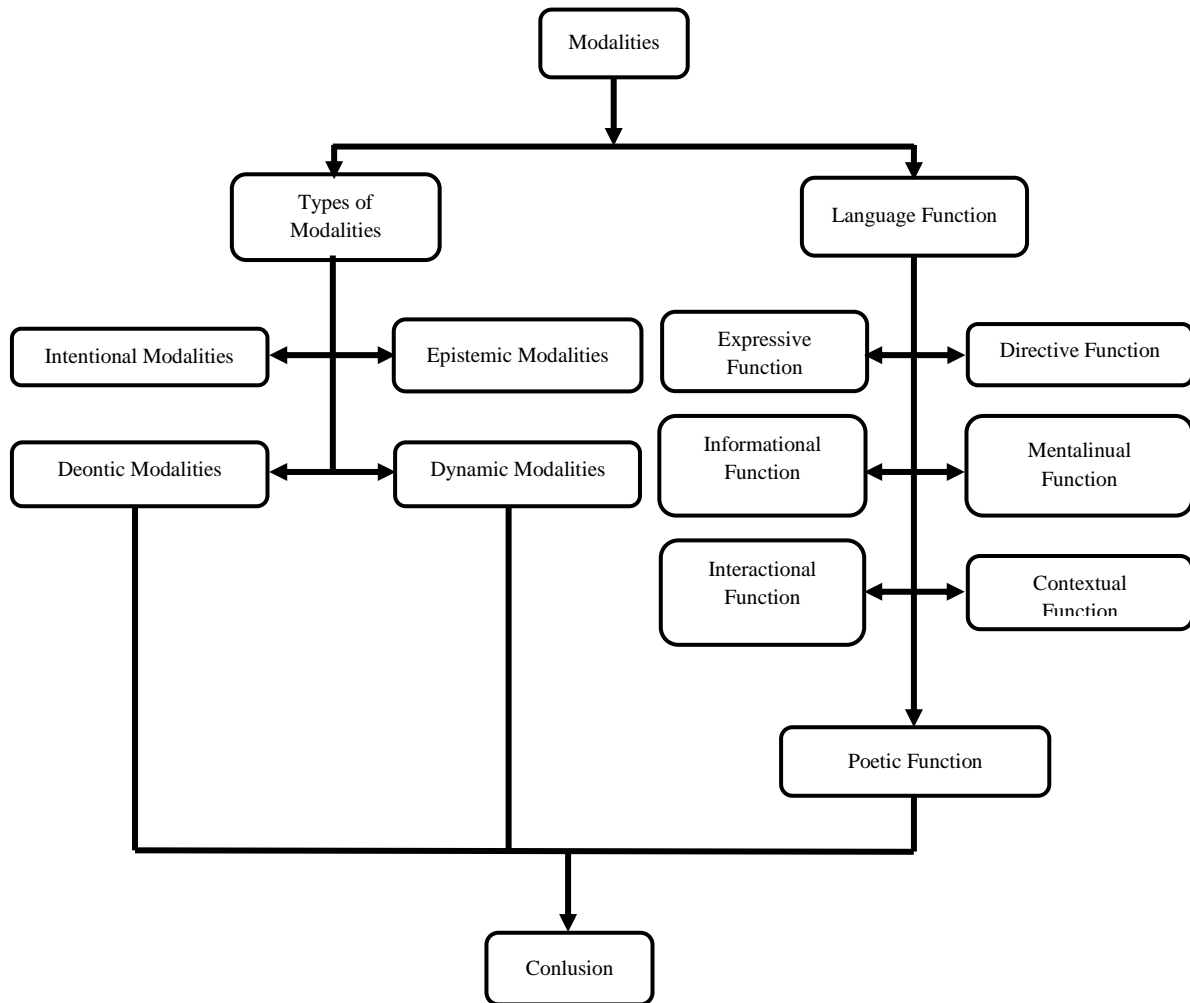 Modalities
Types of
Modalities
Language Function
Intentional Modalities
Epistemic Modalities
Expressive
Function
Directive Function
Deontic Modalities
Dynamic Modalities
Informational
Function
Mentalinual
Function
Interactional
Function
Contextual
Function
Poetic Function
Conlusion